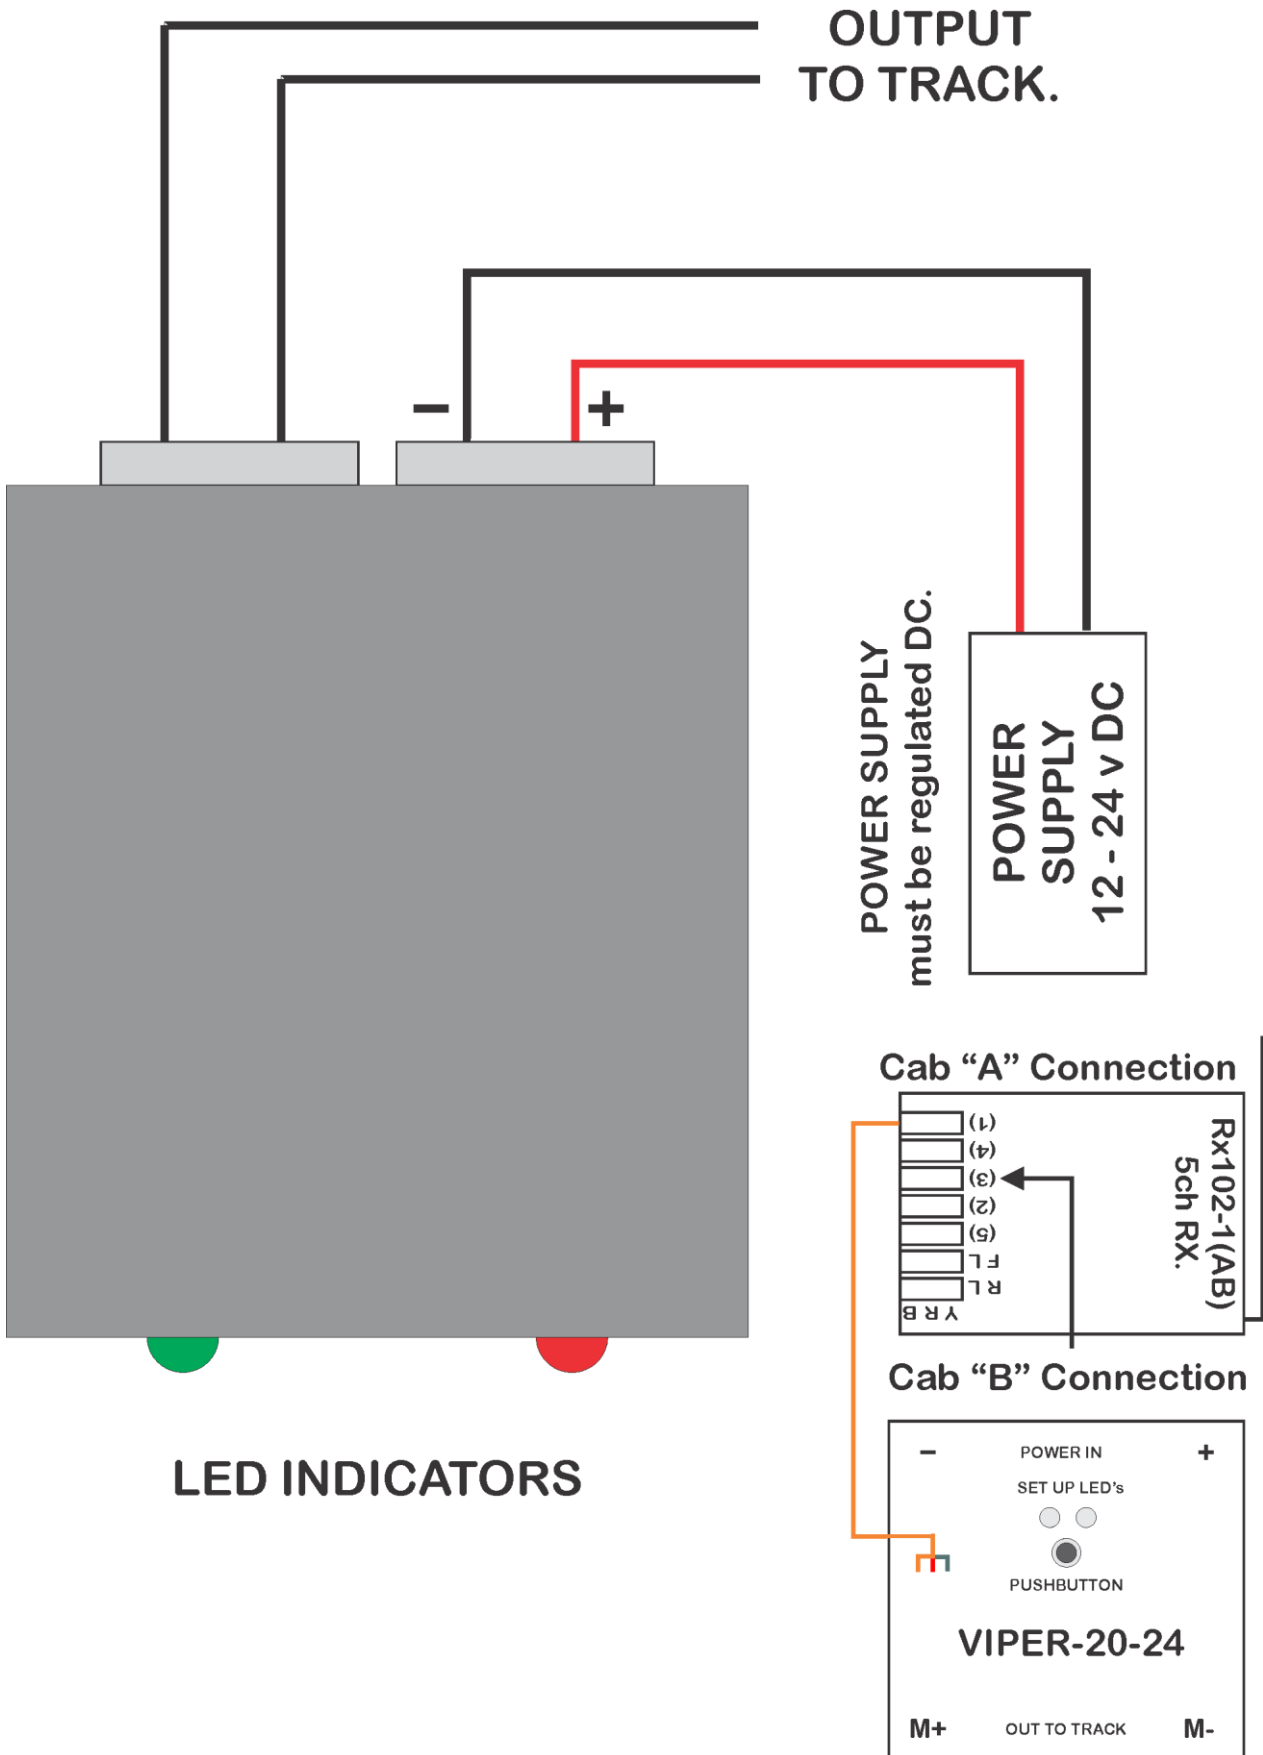 OUTPUT
TO TRACK.
−
+
POWER SUPPLY
must be regulated DC.
POWER
SUPPLY
12 - 24 v DC
Cab “A” Connection
(1)
(4)
(3)
(2)
(5)
F L
R L
Y R B
Rx102-1(AB)
5ch RX.
Cab “B” Connection
LED INDICATORS
− POWER IN +
SET UP LED's
PUSHBUTTON
VIPER-20-24
M+ OUT TO TRACK M-